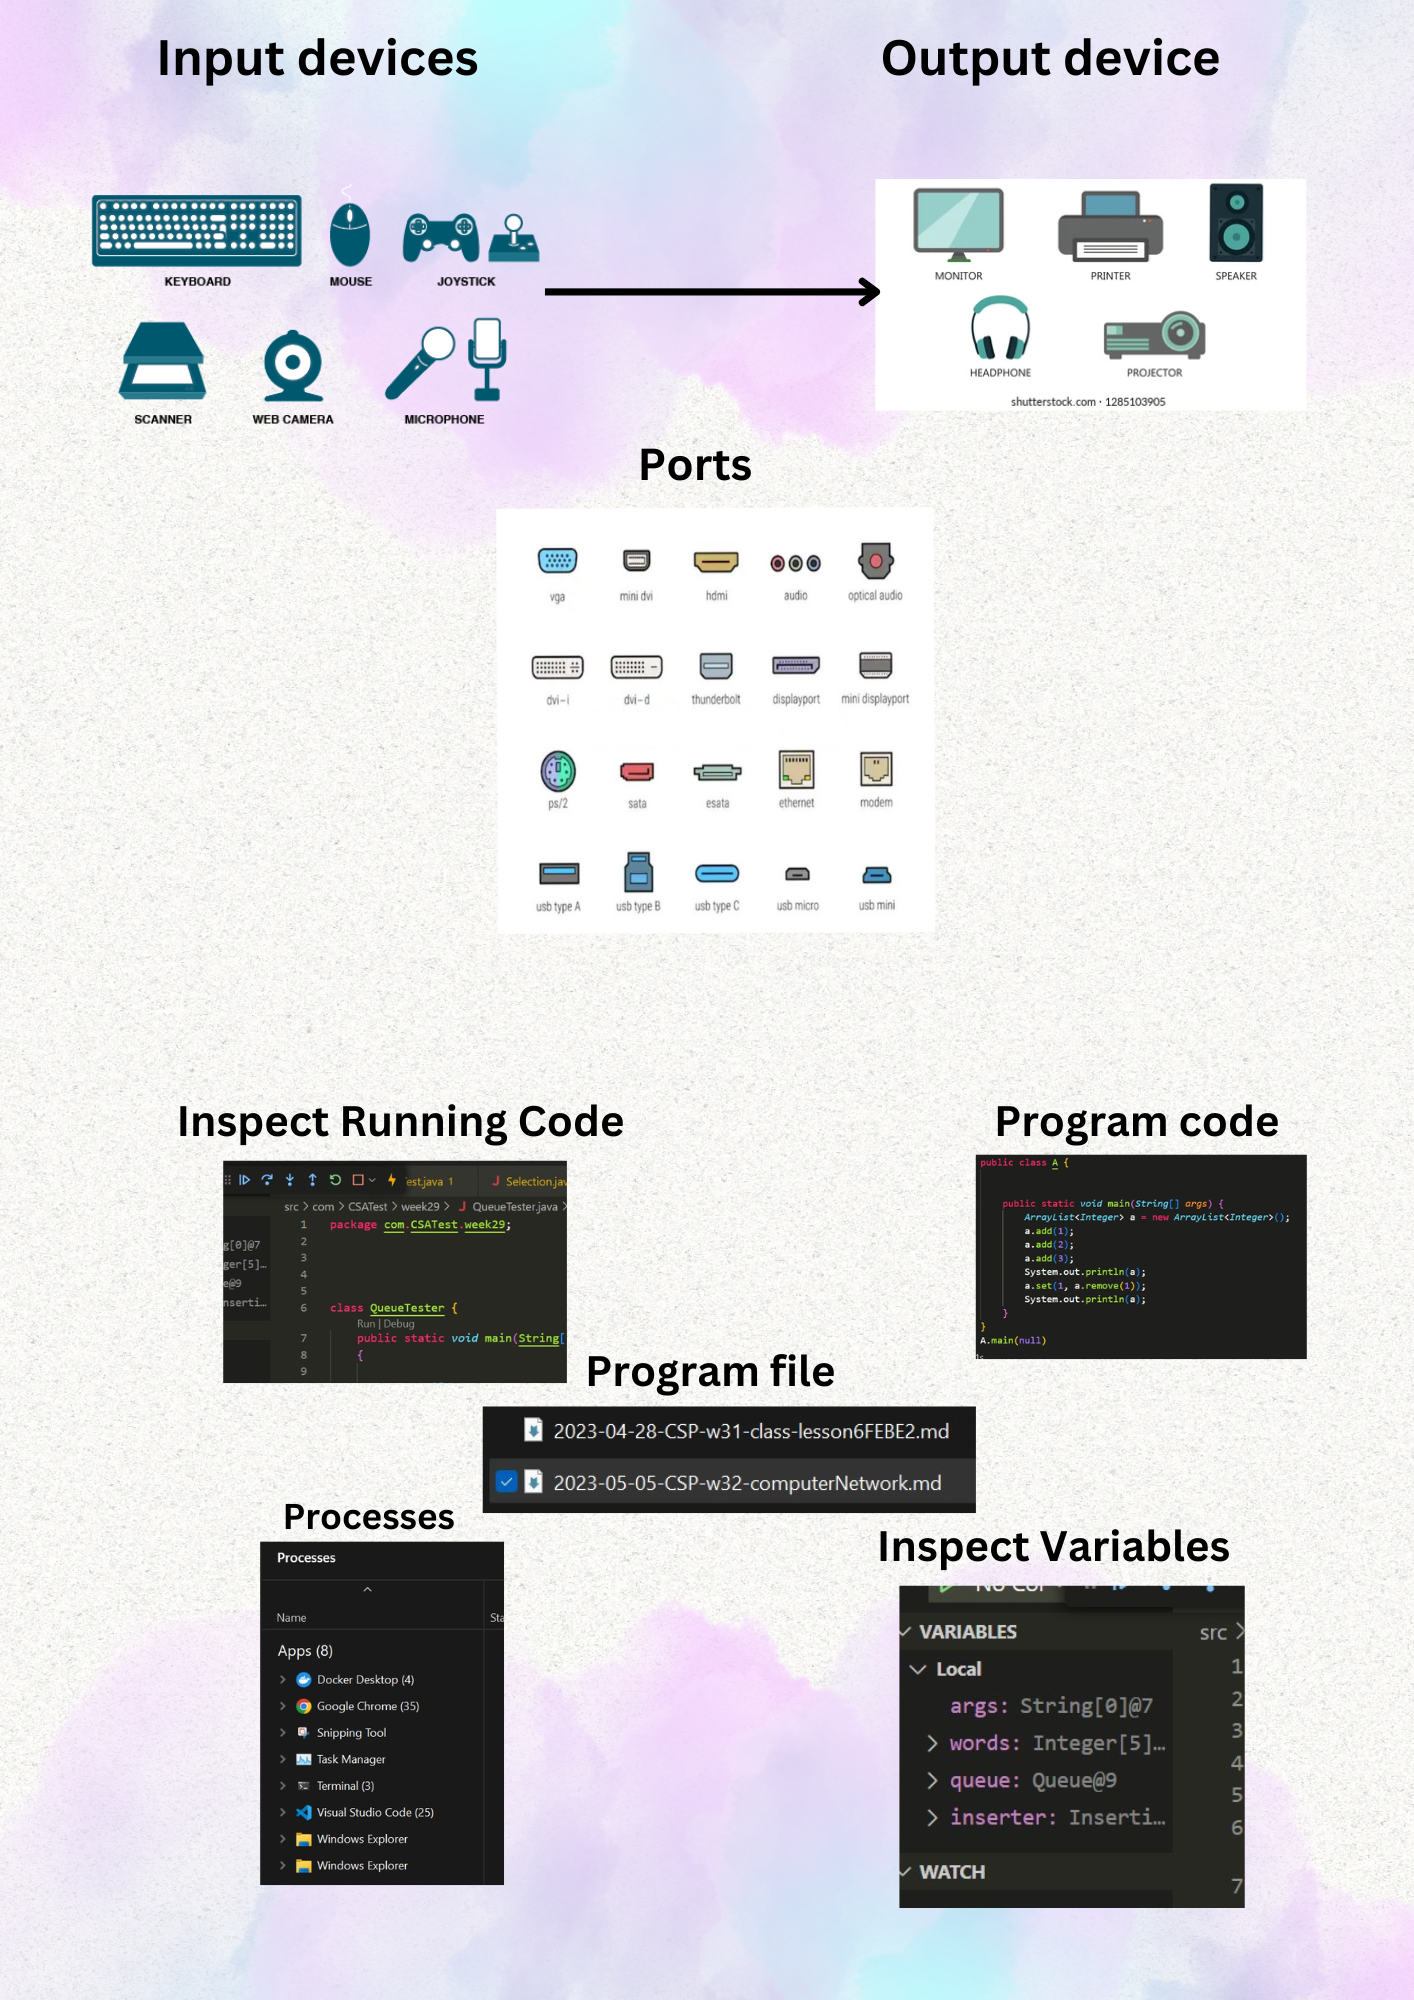 Input devices
Output device
KEYBOARD
MOUSE
JOYSTICK
SCANNER
WEB CAMERA
MICROPHONE
MONITOR
PRINTER
SPEAKER
HEADPHONE
PROJECTOR
shutterstock.com · 1285103905
Ports
vga
mini dvi
hdmi
audio
optical audio
dvi-i
dvi-d
thunderbolt
displayport
mini displayport
ps/2
sata
esata
ethernet
modem
usb type A
usb type B
usb type C
usb micro
usb mini
Inspect Running Code
est.java 1
J Selection.jav
src > com > CSATest > week29 > J QueueTester.java >
g[0]@7
ger[5]…
e@9
nserti…
1 package com.CSATest.week29;
2
3
4
5
6 class QueueTester {
Run | Debug
7 public static void main(String[
8 {
9
Program code
public class A {
public static void main(String[] args) {
ArrayList<Integer> a = new ArrayList<Integer>();
a.add(1);
a.add(2);
a.add(3);
System.out.println(a);
a.set(1, a.remove(1));
System.out.println(a);
}
}
A.main(null)
Program file
2023-04-28-CSP-w31-class-lesson6FEBE2.md
2023-05-05-CSP-w32-computerNetwork.md
Processes
Processes
Name
Sta
Apps (8)
Docker Desktop (4)
Google Chrome (35)
Snipping Tool
Task Manager
Terminal (3)
Visual Studio Code (25)
Windows Explorer
Windows Explorer
Inspect Variables
VARIABLES
Local
args: String[0]@7
words: Integer[5]…
queue: Queue@9
inserter: Inserti…
WATCH
src >
1
2
3
4
5
6
7